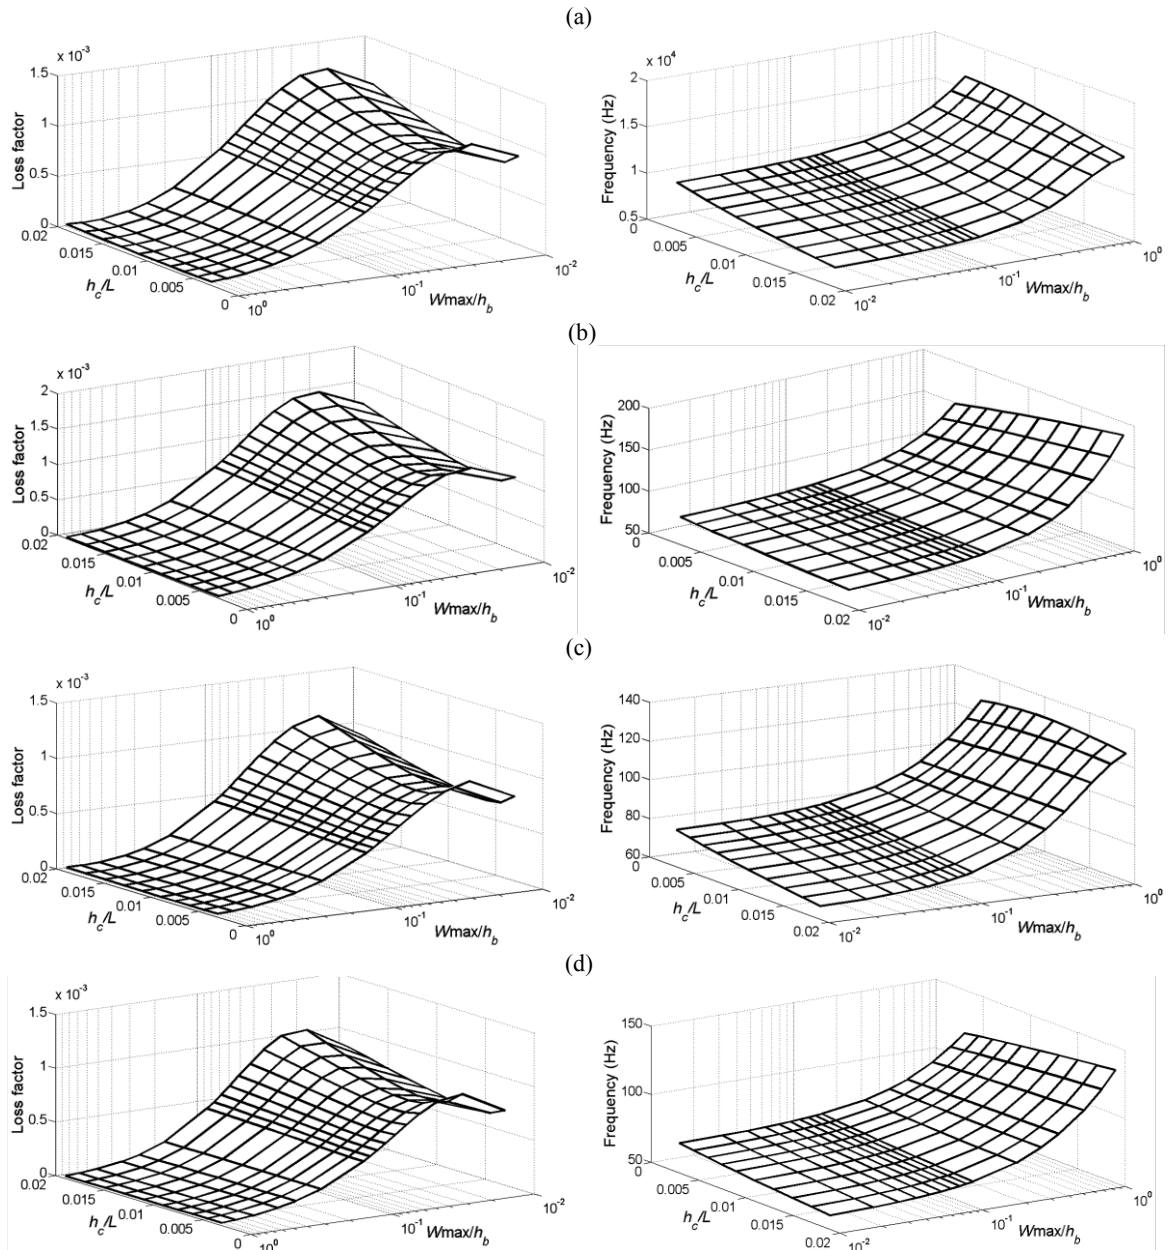 (a)
x 10⁻³
1.5
1
0.5
0
Loss factor
0.02
0.015
0.01
0.005
0
h_c/L
10⁰
10⁻¹
10⁻²
Wmax/h_b
x 10⁴
2
1.5
1
0.5
Frequency (Hz)
0
0.005
0.01
0.015
0.02
h_c/L
10⁻²
10⁻¹
10⁰
Wmax/h_b
(b)
x 10⁻³
2
1.5
1
0.5
0
Loss factor
0.02
0.015
0.01
0.005
0
h_c/L
10⁰
10⁻¹
10⁻²
Wmax/h_b
200
150
100
50
Frequency (Hz)
0
0.005
0.01
0.015
0.02
h_c/L
10⁻²
10⁻¹
10⁰
Wmax/h_b
(c)
x 10⁻³
1.5
1
0.5
0
Loss factor
0.02
0.015
0.01
0.005
0
h_c/L
10⁰
10⁻¹
10⁻²
Wmax/h_b
140
120
100
80
60
Frequency (Hz)
0
0.005
0.01
0.015
0.02
h_c/L
10⁻²
10⁻¹
10⁰
Wmax/h_b
(d)
x 10⁻³
1.5
1
0.5
0
Loss factor
0.02
0.015
0.01
0.005
0
h_c/L
10⁰
10⁻¹
10⁻²
Wmax/h_b
150
100
50
Frequency (Hz)
0
0.005
0.01
0.015
0.02
h_c/L
10⁻²
10⁻¹
10⁰
Wmax/h_b